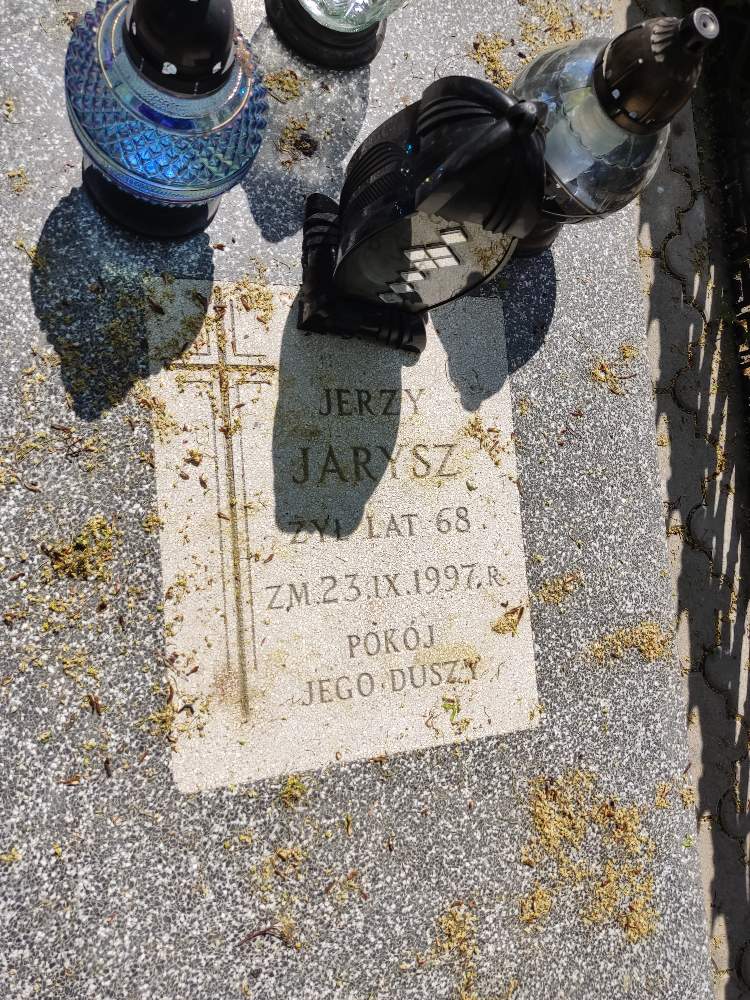 JERZY
JARYSZ
ŻYŁ LAT 68
ZM.23.IX.1997.R.
POKÓJ
JEGO DUSZY